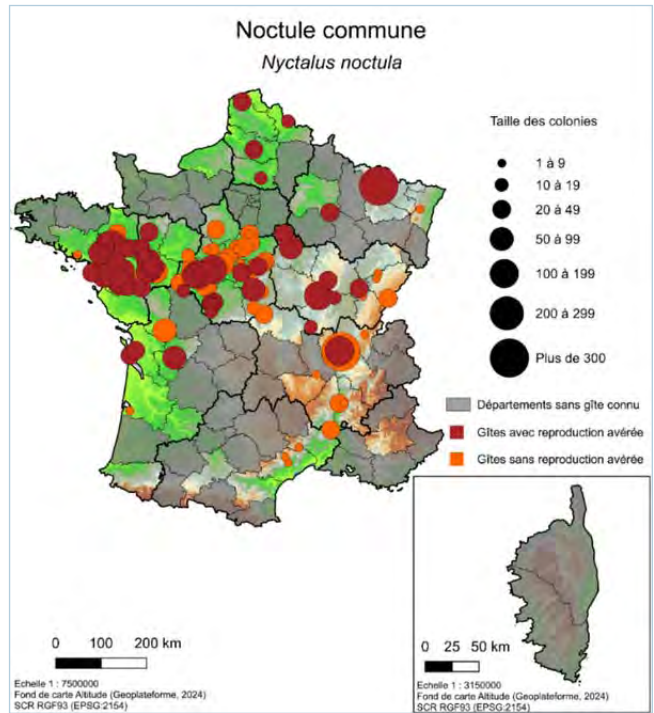 Noctule commune
Nyctalus noctula
Taille des colonies
1 à 9
10 à 19
20 à 49
50 à 99
100 à 199
200 à 299
Plus de 300
Départements sans gîte connu
Gîtes avec reproduction avérée
Gîtes sans reproduction avérée
0 100 200 km
Echelle 1 : 7500000
Fond de carte Altitude (Geoplateforme, 2024)
SCR RGF93 (EPSG:2154)
0 25 50 km
Echelle 1 : 3150000
Fond de carte Altitude (Geoplateforme, 2024)
SCR RGF93 (EPSG:2154)